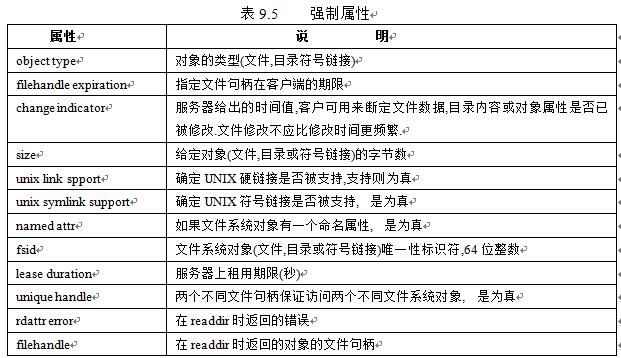 表 9.5 强制属性
属性 说 明
object type 对象的类型(文件,目录符号链接)
filehandle expiration 指定文件句柄在客户端的期限
change indicator 服务器给出的时间值,客户可用来断定文件数据,目录内容或对象属性是否已
被修改.文件修改不应比修改时间更频繁.
size 给定对象(文件,目录或符号链接)的字节数
unix link spport 确定 UNIX 硬链接是否被支持,支持则为真
unix symlink support 确定 UNIX 符号链接是否被支持, 是为真
named attr 如果文件系统对象有一个命名属性, 是为真
fsid 文件系统对象(文件,目录或符号链接)唯一性标识符,64 位整数
lease duration 服务器上租用期限(秒)
unique handle 两个不同文件句柄保证访问两个不同文件系统对象, 是为真
rdattr error 在 readdir 时返回的错误
filehandle 在 readdir 时返回的对象的文件句柄